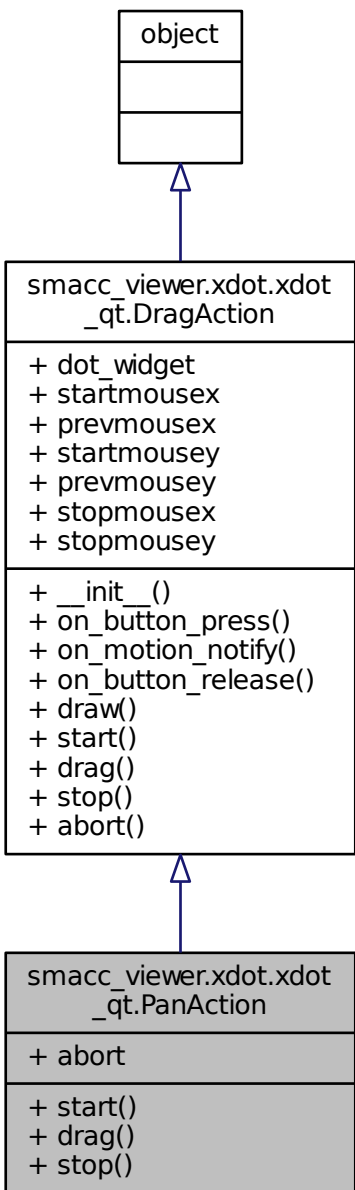 object
smacc_viewer.xdot.xdot
_qt.DragAction
+ dot_widget
+ startmousex
+ prevmousex
+ startmousey
+ prevmousey
+ stopmousex
+ stopmousey
+ __init__()
+ on_button_press()
+ on_motion_notify()
+ on_button_release()
+ draw()
+ start()
+ drag()
+ stop()
+ abort()
smacc_viewer.xdot.xdot
_qt.PanAction
+ abort
+ start()
+ drag()
+ stop()